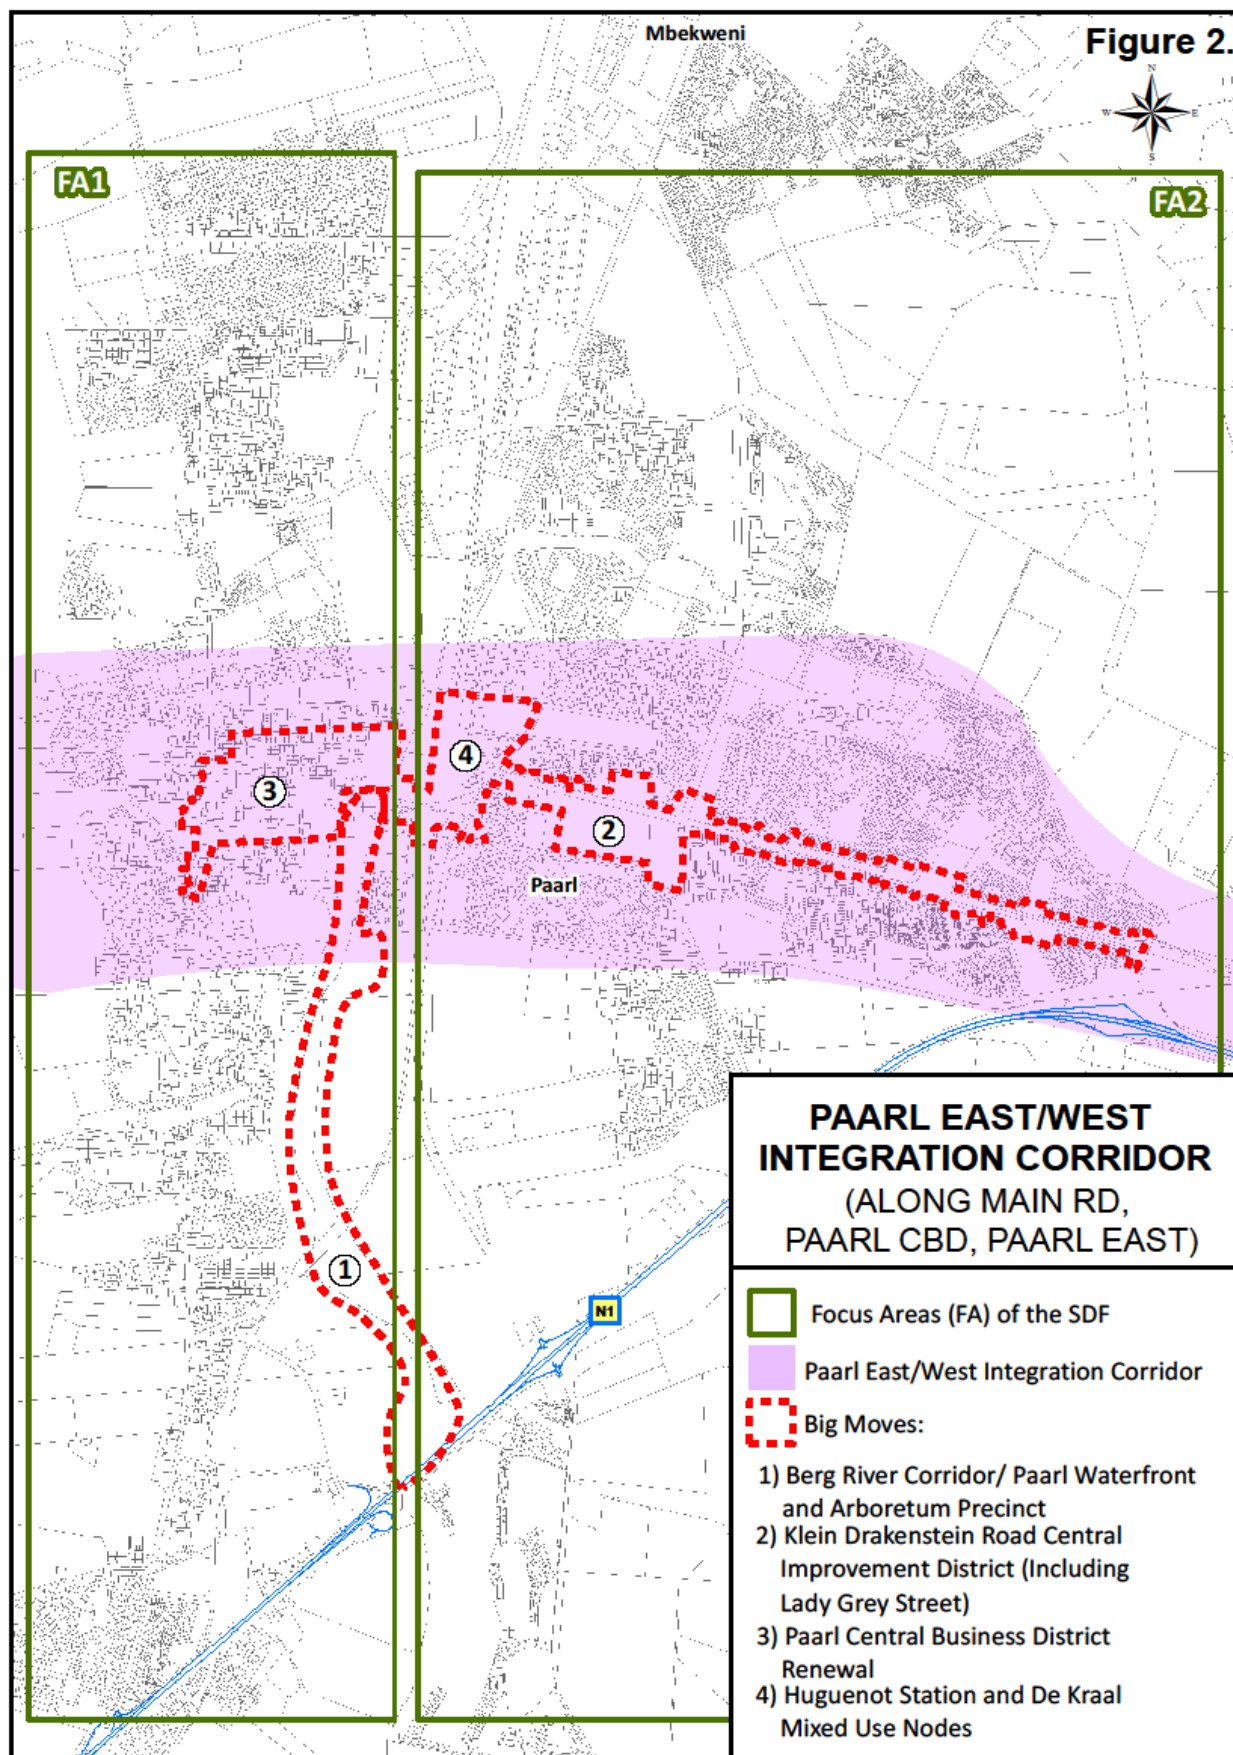 Mbekweni
Figure 2.
N
W
E
S
FA1
FA2
4
3
2
Paarl
1
N1
PAARL EAST/WEST
INTEGRATION CORRIDOR
(ALONG MAIN RD,
PAARL CBD, PAARL EAST)
Focus Areas (FA) of the SDF
Paarl East/West Integration Corridor
Big Moves:
1) Berg River Corridor/ Paarl Waterfront
and Arboretum Precinct
2) Klein Drakenstein Road Central
Improvement District (Including
Lady Grey Street)
3) Paarl Central Business District
Renewal
4) Huguenot Station and De Kraal
Mixed Use Nodes